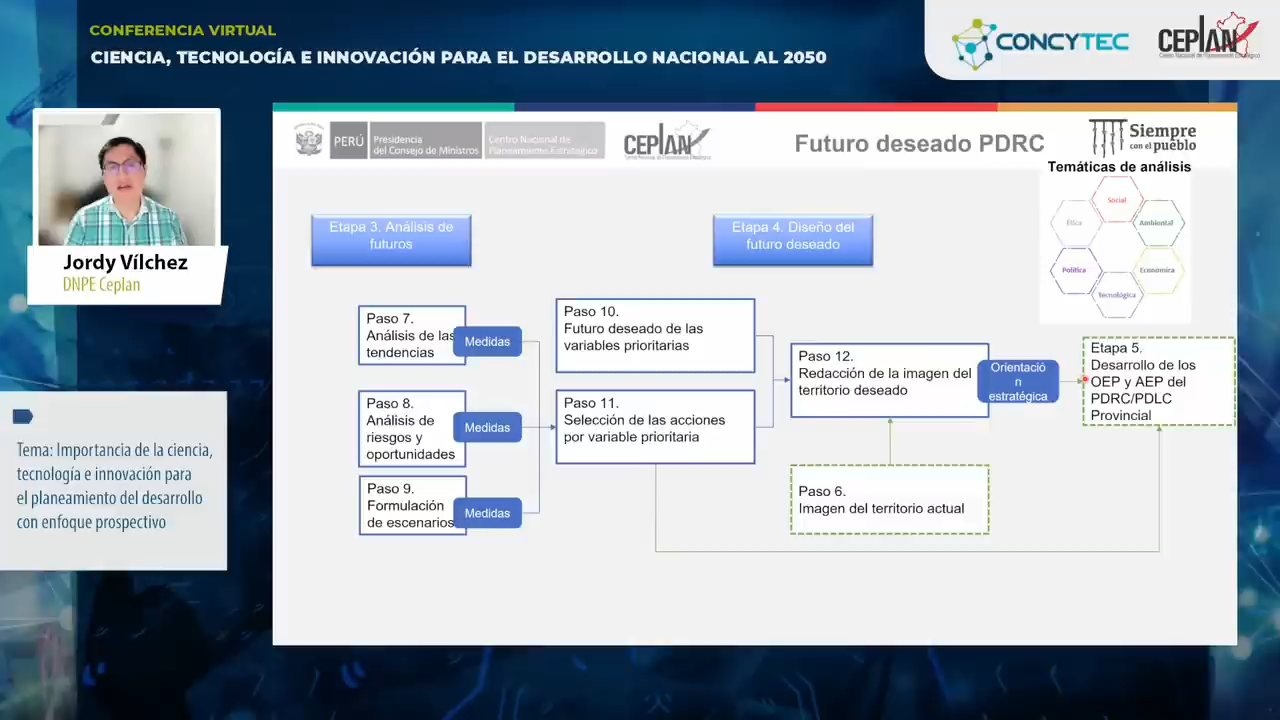 CONFERENCIA VIRTUAL
CIENCIA, TECNOLOGÍA E INNOVACIÓN PARA EL DESARROLLO NACIONAL AL 2050
CONCYTEC
CEPLAN
Centro Nacional de Planeamiento Estratégico
Jordy Vílchez
DNPE Ceplan
Tema: Importancia de la ciencia,
tecnología e innovación para
el planeamiento del desarrollo
con enfoque prospectivo
PERÚ
Presidencia
del Consejo de Ministros
Centro Nacional de
Planeamiento Estratégico
CEPLAN
Futuro deseado PDRC
Siempre
con el pueblo
Temáticas de análisis
Social
Ética
Ambiental
Política
Económica
Tecnológica
Etapa 3. Análisis de
futuros
Etapa 4. Diseño del
futuro deseado
Paso 7.
Análisis de las
tendencias
Medidas
Paso 8.
Análisis de
riesgos y
oportunidades
Medidas
Paso 9.
Formulación
de escenarios
Medidas
Paso 10.
Futuro deseado de las
variables prioritarias
Paso 11.
Selección de las acciones
por variable prioritaria
Paso 12.
Redacción de la imagen del
territorio deseado
Orientació
n
estratégica
Paso 6.
Imagen del territorio actual
Etapa 5.
Desarrollo de los
OEP y AEP del
PDRC/PDLC
Provincial